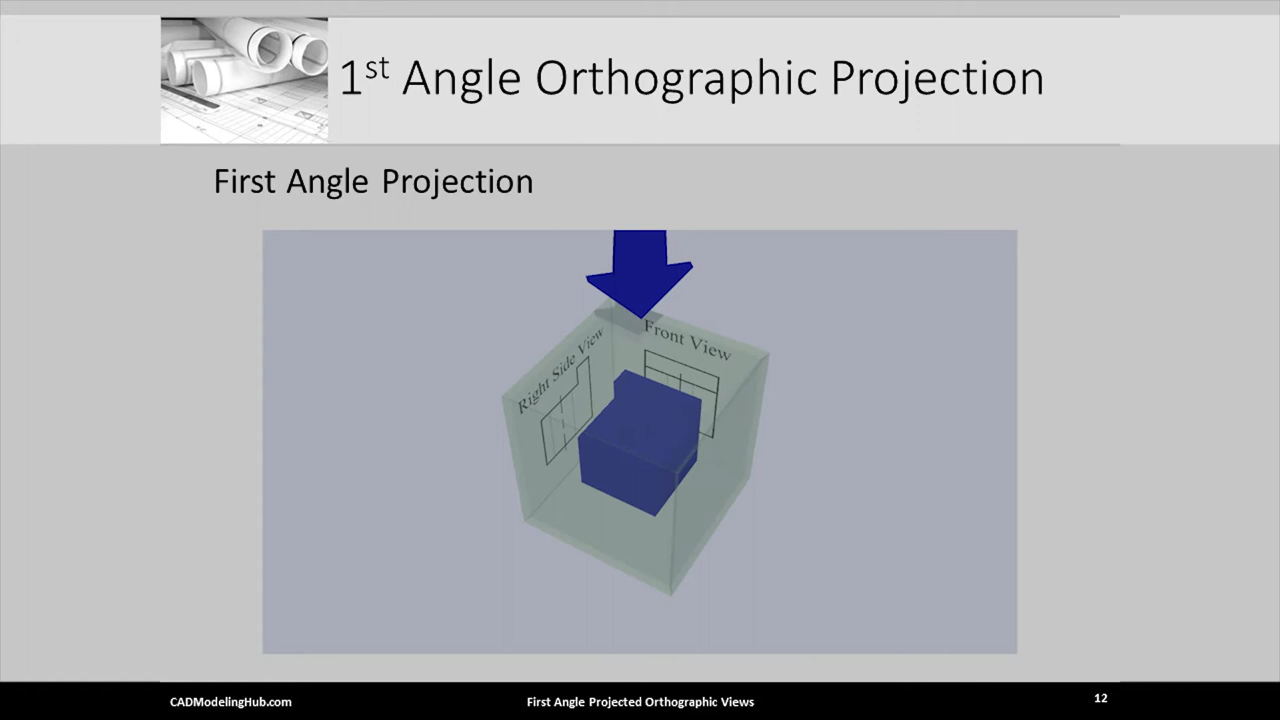 1st Angle Orthographic Projection
First Angle Projection
Front View
Right Side View
CADModelingHub.com
First Angle Projected Orthographic Views
12